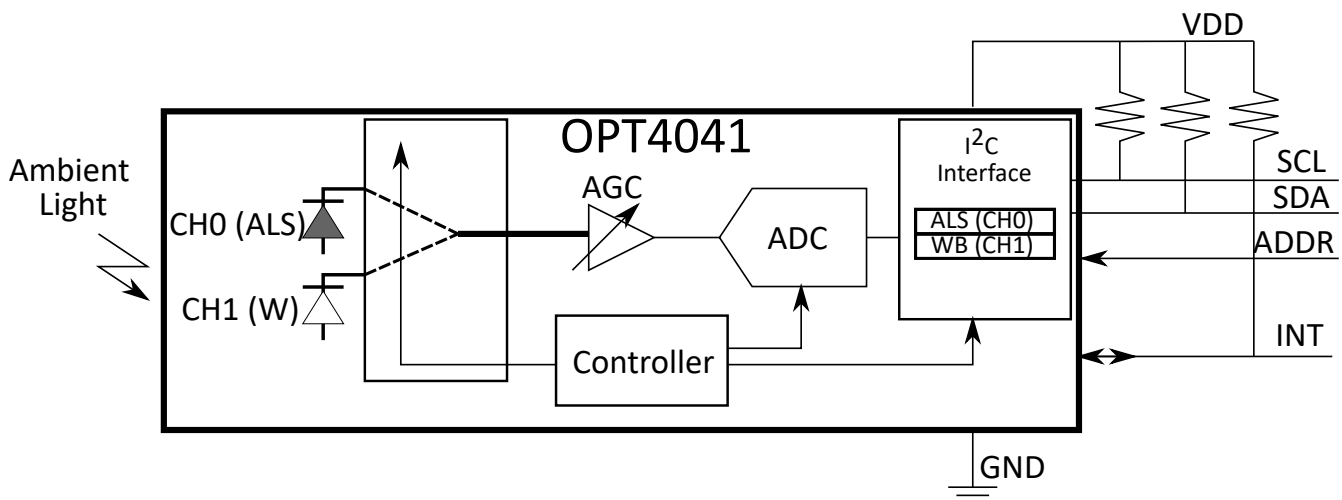 VDD
OPT4041
Ambient
Light
I2C
Interface
SCL
AGC
SDA
CH0 (ALS)
ALS (CH0)
ADC
WB (CH1)
ADDR
CH1 (W)
INT
Controller
GND